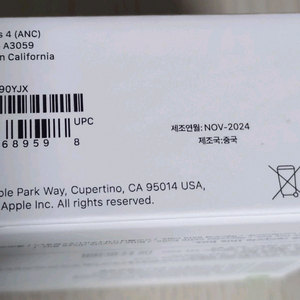 s 4 (ANC)
A3059
n California
90YJX
UPC
68959 8
제조연월: NOV-2024
제조국:중국
ple Park Way, Cupertino, CA 95014 USA,
Apple Inc. All rights reserved.